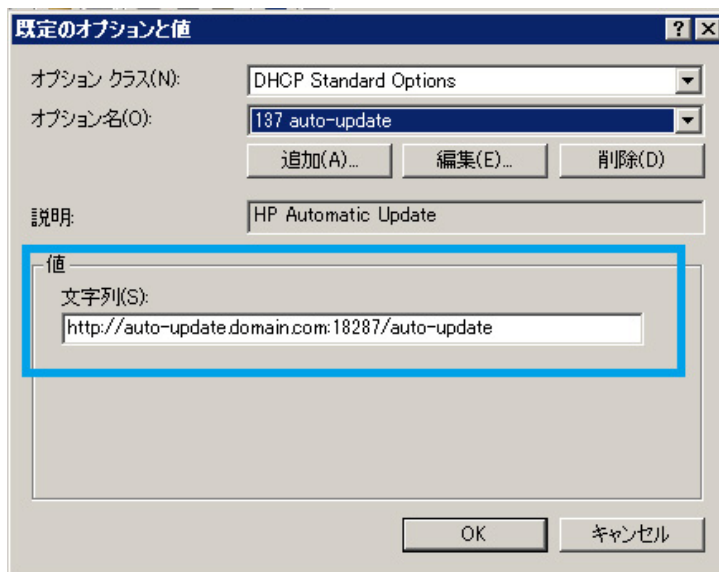 既定のオプションと値
オプション クラス(N):
DHCP Standard Options
オプション名(O):
137 auto-update
追加(A)...
編集(E)...
削除(D)
説明:
HP Automatic Update
値
文字列(S):
http://auto-update.domain.com:18287/auto-update
OK
キャンセル